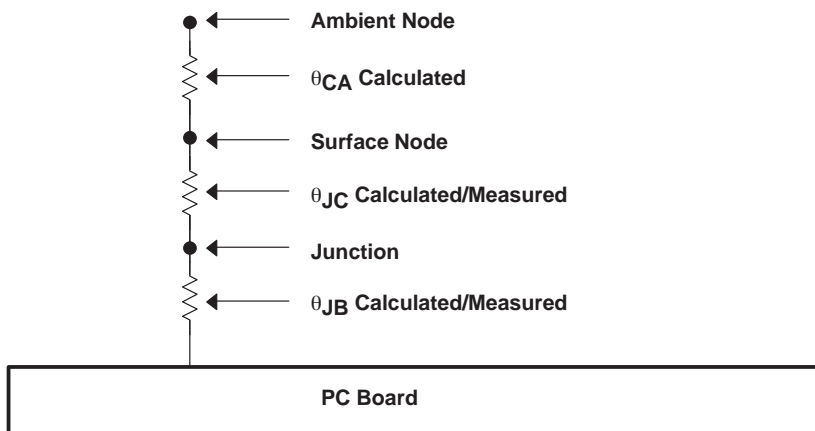 Ambient Node
θCA Calculated
Surface Node
θJC Calculated/Measured
Junction
θJB Calculated/Measured
PC Board